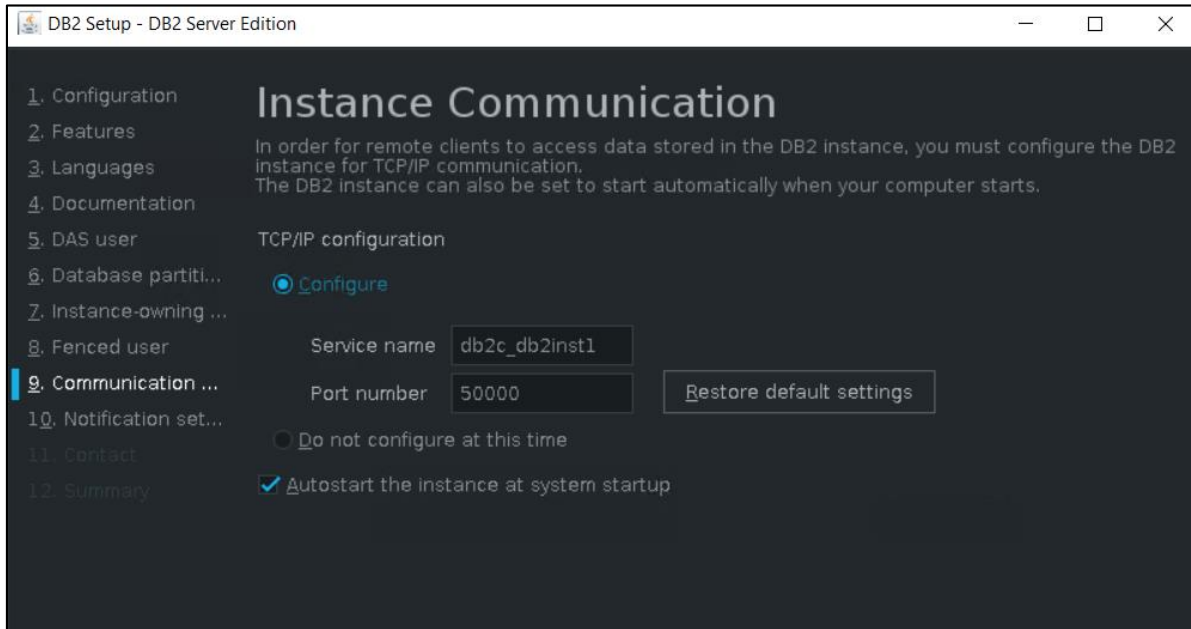 DB2 Setup - DB2 Server Edition
1. Configuration
2. Features
3. Languages
4. Documentation
5. DAS user
6. Database partiti...
7. Instance-owning ...
8. Fenced user
9. Communication ...
10. Notification set...
11. Contact
12. Summary
Instance Communication
In order for remote clients to access data stored in the DB2 instance, you must configure the DB2
instance for TCP/IP communication.
The DB2 instance can also be set to start automatically when your computer starts.
TCP/IP configuration
Configure
Service name db2c_db2inst1
Port number 50000 Restore default settings
Do not configure at this time
Autostart the instance at system startup